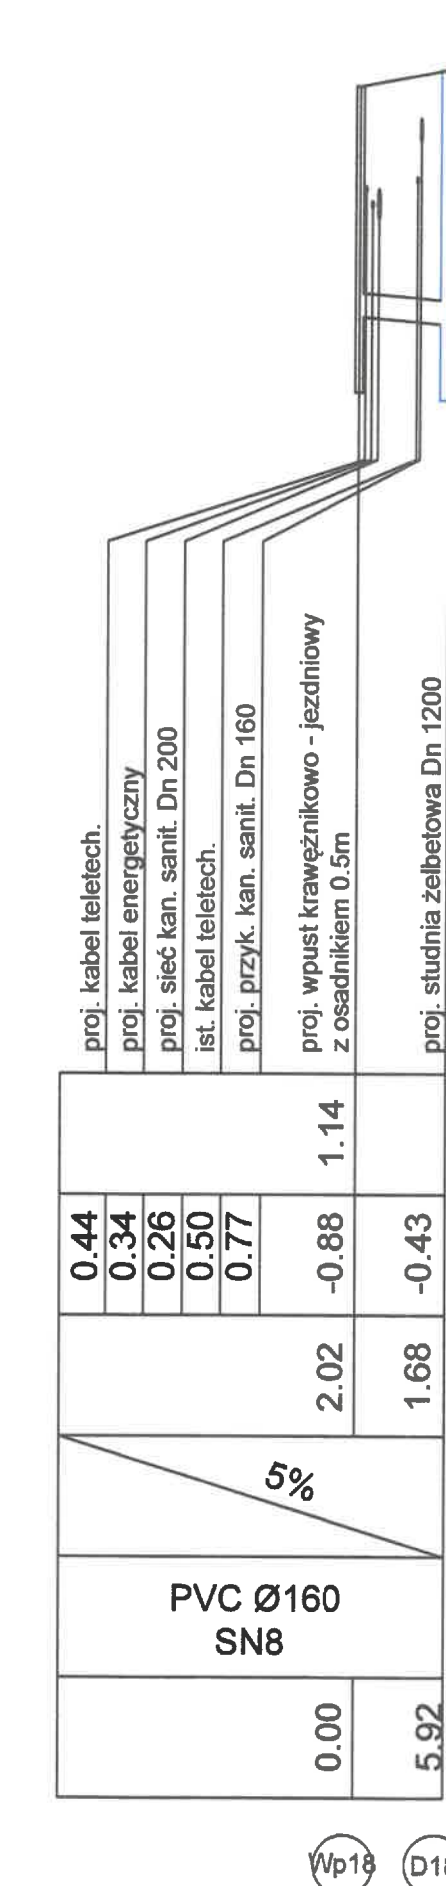 proj. kabel teletech.
proj. kabel energetyczny
proj. sieć kan. sanit. Dn 200
ist. kabel teletech.
proj. przyk. kan. sanit. Dn 160
proj. wpust krawężnikowo - jezdniowy
z osadnikiem 0.5m
proj. studnia żelbetowa Dn 1200
1.14
0.44
0.34
0.26
0.50
0.77
-0.88
-0.43
2.02
1.68
5%
PVC Ø160
SN8
0.00
5.92
Wp18